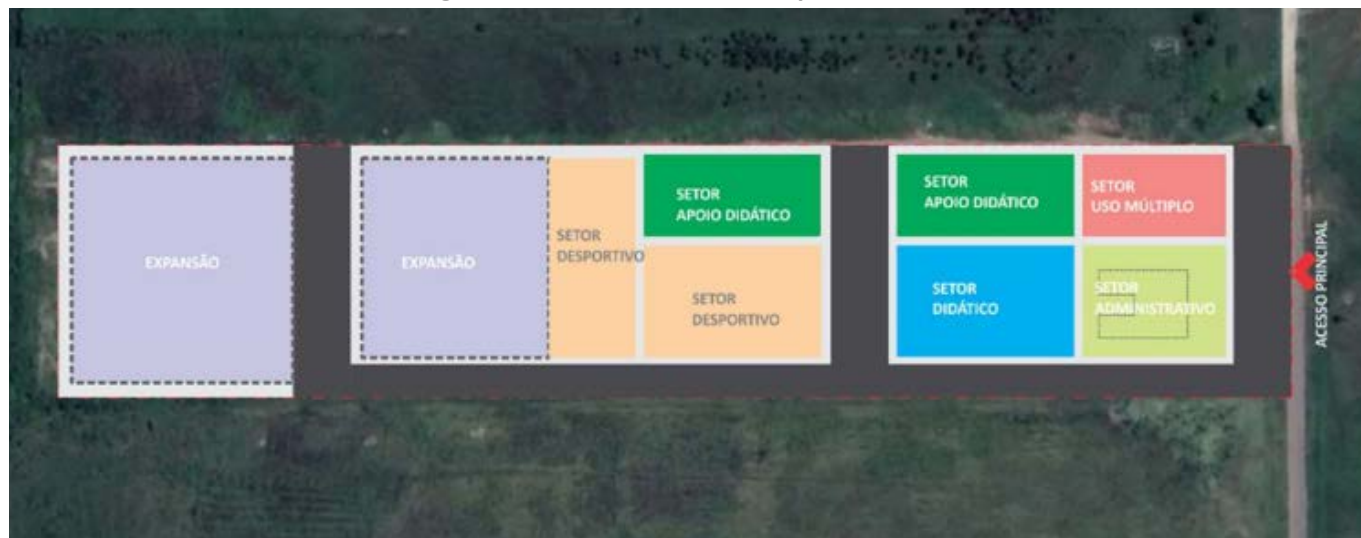 EXPANSÃO
EXPANSÃO
SETOR
DESPORTIVO
SETOR
APOIO DIDÁTICO
SETOR
DESPORTIVO
SETOR
APOIO DIDÁTICO
SETOR
USO MÚLTIPLO
SETOR
DIDÁTICO
SETOR
ADMINISTRATIVO
ACESSO PRINCIPAL